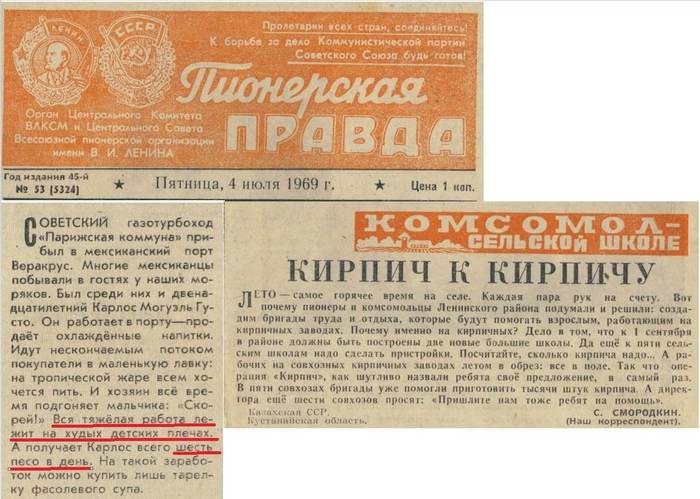 Пролетарии всех стран, соединяйтесь!
К борьбе за дело Коммунистической партии
Советского Союза будь готов!
ЛЕНИН
СССР
Пионерская
ПРАВДА
Орган Центрального Комитета
ВЛКСМ и Центрального Совета
Всесоюзной пионерской организации
имени В. И. ЛЕНИНА
Год издания 45-й
№ 53 (5324)
★ Пятница, 4 июля 1969 г. ★ Цена 1 коп.
СОВЕТСКИЙ газотурбоход
«Парижская коммуна» при-
был в мексиканский порт
Веракрус. Многие мексиканцы
побывали в гостях у наших мо-
ряков. Был среди них и двена-
дцатилетний Карлос Могуэль Гу-
сто. Он работает в порту — про-
даёт охлаждённые напитки.
Идут нескончаемым потоком
покупатели в маленькую лавку:
на тропической жаре всем хо-
чется пить. И хозяин всё вре-
мя подгоняет мальчика: «Ско-
рей!» Вся тяжёлая работа ле-
жит на худых детских плечах.
А получает Карлос всего шесть
песо в день. На такой зарабо-
ток можно купить лишь тарел-
ку фасолевого супа.
КОМСОМОЛ —
СЕЛЬСКОЙ ШКОЛЕ
КИРПИЧ К КИРПИЧУ
ЛЕТО — самое горячее время на селе. Каждая пара рук на счету. Вот
почему пионеры и комсомольцы Ленинского района подумали и решили: соз-
дадим бригады труда и отдыха, которые будут помогать взрослым, работающим на
кирпичных заводах. Почему именно на кирпичных? Дело в том, что к 1 сентября
в районе должны быть построены две новые большие школы. Да ещё к пяти сель-
ским школам надо сделать пристройки. Посчитайте, сколько кирпича надо... А ра-
бочих на совхозных кирпичных заводах летом в обрез: все в поле. Так что опе-
рация «Кирпич», как шутливо назвали ребята своё предложение, в самый раз.
В пяти совхозах бригады уже помогли приготовить тысячи штук кирпича. А дирек-
тора ещё шести совхозов просят: «Пришлите нам тоже ребят на помощь».
Казахская ССР,
Кустанайская область.
С. СМОРОДКИН.
(Наш корреспондент).